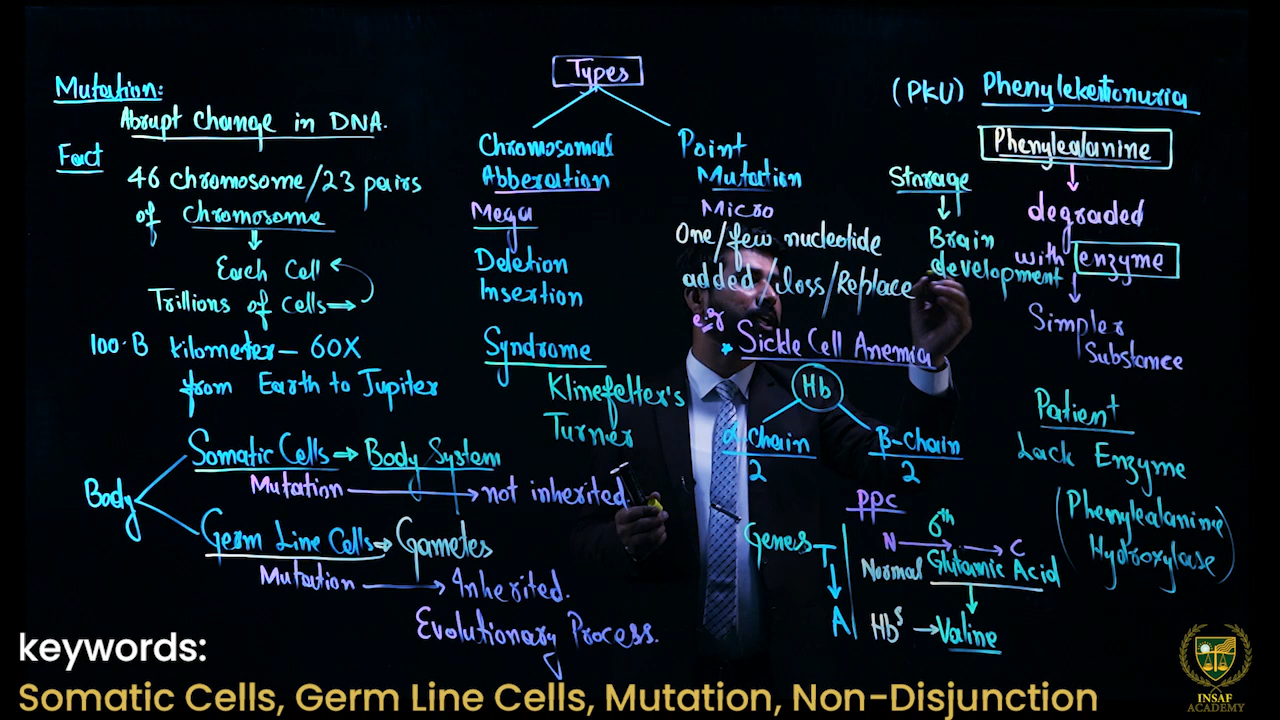 Mutation:
Abrupt change in DNA.
Fact
46 chromosome/23 pairs
of chromosome
Each Cell
Trillions of cells
100.B kilometer – 60X
from Earth to Jupiter
Body
Somatic Cells → Body System
Mutation → not inherited.
Germ Line Cells → Gametes
Mutation → Inherited.
Evolutionary Process.
Types
Chromosomal
Abberation
Mega
Deletion
Insertion
Syndrome
Klinefelter's
Turner
Point
Mutation
Micro
One/few nucleotide
added/loss/Replace
e.g
* Sickle Cell Anemia
Hb
α-chain
2
β-chain
2
Genes T
A
PPC
6th
N → . → C
Normal Glutamic Acid
Hbs → Valine
(PKU) Phenylketonuria
Phenylealanine
degraded
with enzyme
Simpler
Substance
Storage
Brain
development
Patient
Lack Enzyme
(Phenylealanine
Hydroxylase)
keywords:
Somatic Cells, Germ Line Cells, Mutation, Non-Disjunction
INSAF
ACADEMY